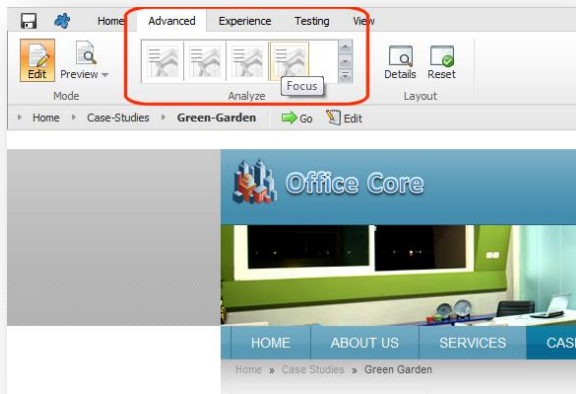 Home Advanced Experience Testing View
Edit Preview Details Reset
Focus
Mode Analyze Layout
Home Case-Studies Green-Garden Go Edit
Office Core
HOME ABOUT US SERVICES CASE
Home » Case Studies » Green Garden